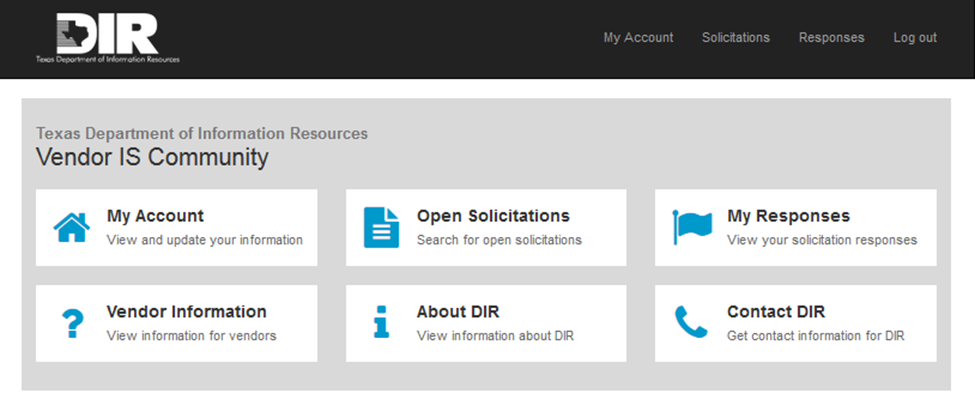 DIR
Texas Department of Information Resources
My Account Solicitations Responses Log out
Texas Department of Information Resources
Vendor IS Community
My Account
View and update your information
Open Solicitations
Search for open solicitations
My Responses
View your solicitation responses
Vendor Information
View information for vendors
About DIR
View information about DIR
Contact DIR
Get contact information for DIR